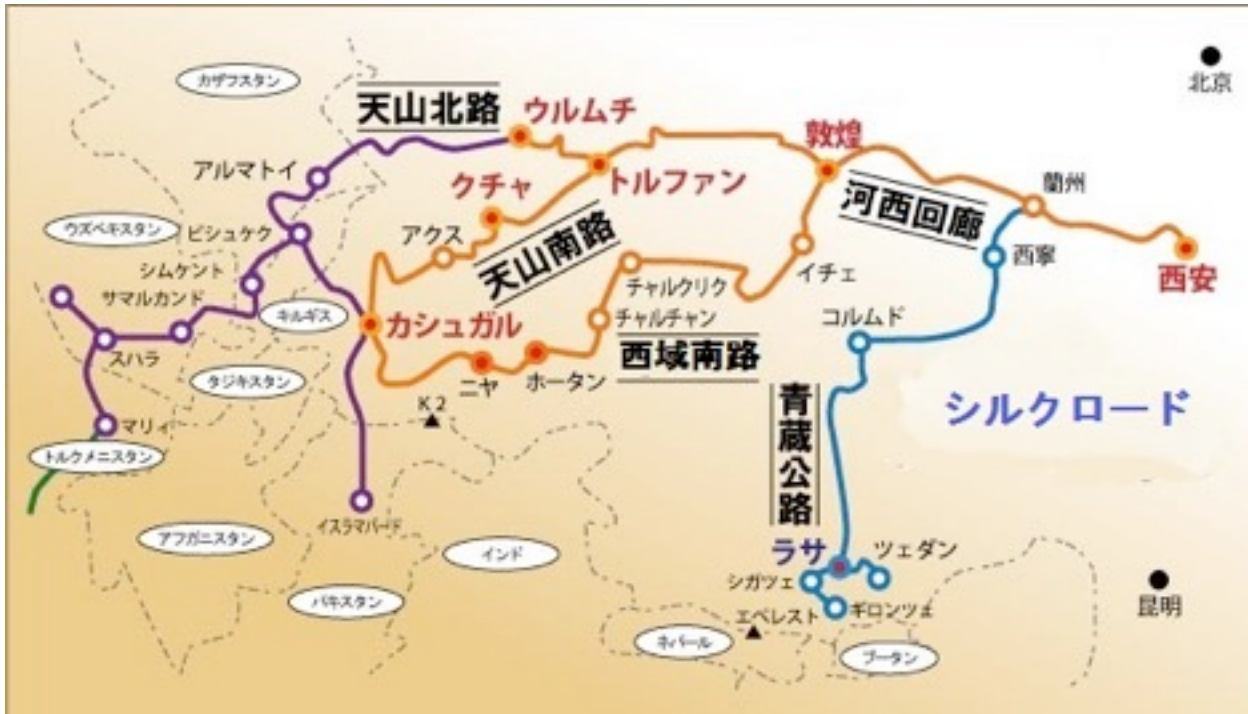 北京
カザフスタン
天山北路
ウルムチ
敦煌
アルマトイ
クチャ
トルファン
蘭州
河西回廊
ウズベキスタン
ビシュケク
アクス
天山南路
イチェ
西寧
西安
シムケント
サマルカンド
チャルクリク
キルギス
カシュガル
チャルチャン
コルムド
スハラ
西域南路
タジキスタン
ニヤ
ホータン
K2
青蔵公路
シルクロード
マリィ
トルクメニスタン
イスラマバード
アフガニスタン
インド
ラサ
ツェダン
シガツェ
パキスタン
エベレスト
ギロンツェ
昆明
ネパール
ブータン